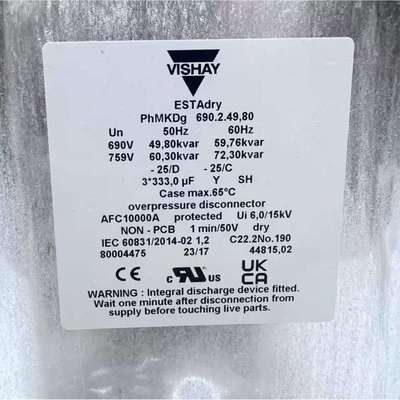 VISHAY
ESTAdry
PhMKDg 690.2.49,80
Un 50Hz 60Hz
690V 49,80kvar 59,76kvar
759V 60,30kvar 72,30kvar
- 25/D - 25/C
3*333,0 µF Y SH
Case max.65°C
overpressure disconnector
AFC10000A protected Ui 6,0/15kV
NON - PCB 1 min/50V dry
IEC 60831/2014-02 1,2 C22.2No.190
80004475 23/17 44815,02
CE c RU us UK CA
WARNING : Integral discharge device fitted.
Wait one minute after disconnection from
supply before touching live parts.